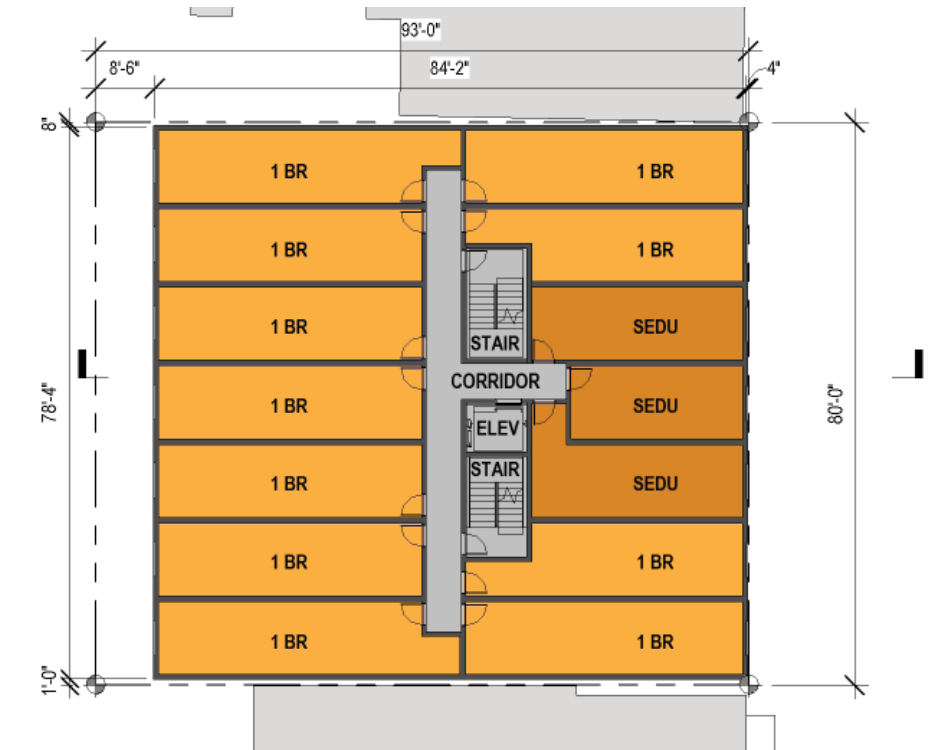 93'-0"
8'-6"
84'-2"
4"
8"
1 BR
1 BR
1 BR
1 BR
1 BR
SEDU
STAIR
CORRIDOR
78'-4"
80'-0"
1 BR
SEDU
ELEV
STAIR
1 BR
SEDU
1 BR
1 BR
1 BR
1 BR
1'-0"